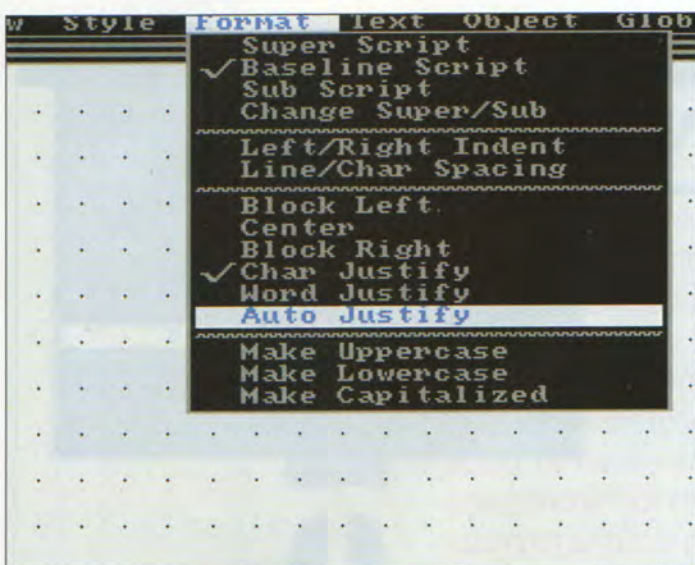 w Style Format Text Object Glob
Super Script
✓Baseline Script
Sub Script
Change Super/Sub
Left/Right Indent
Line/Char Spacing
Block Left
Center
Block Right
✓Char Justify
Word Justify
Auto Justify
Make Uppercase
Make Lowercase
Make Capitalized